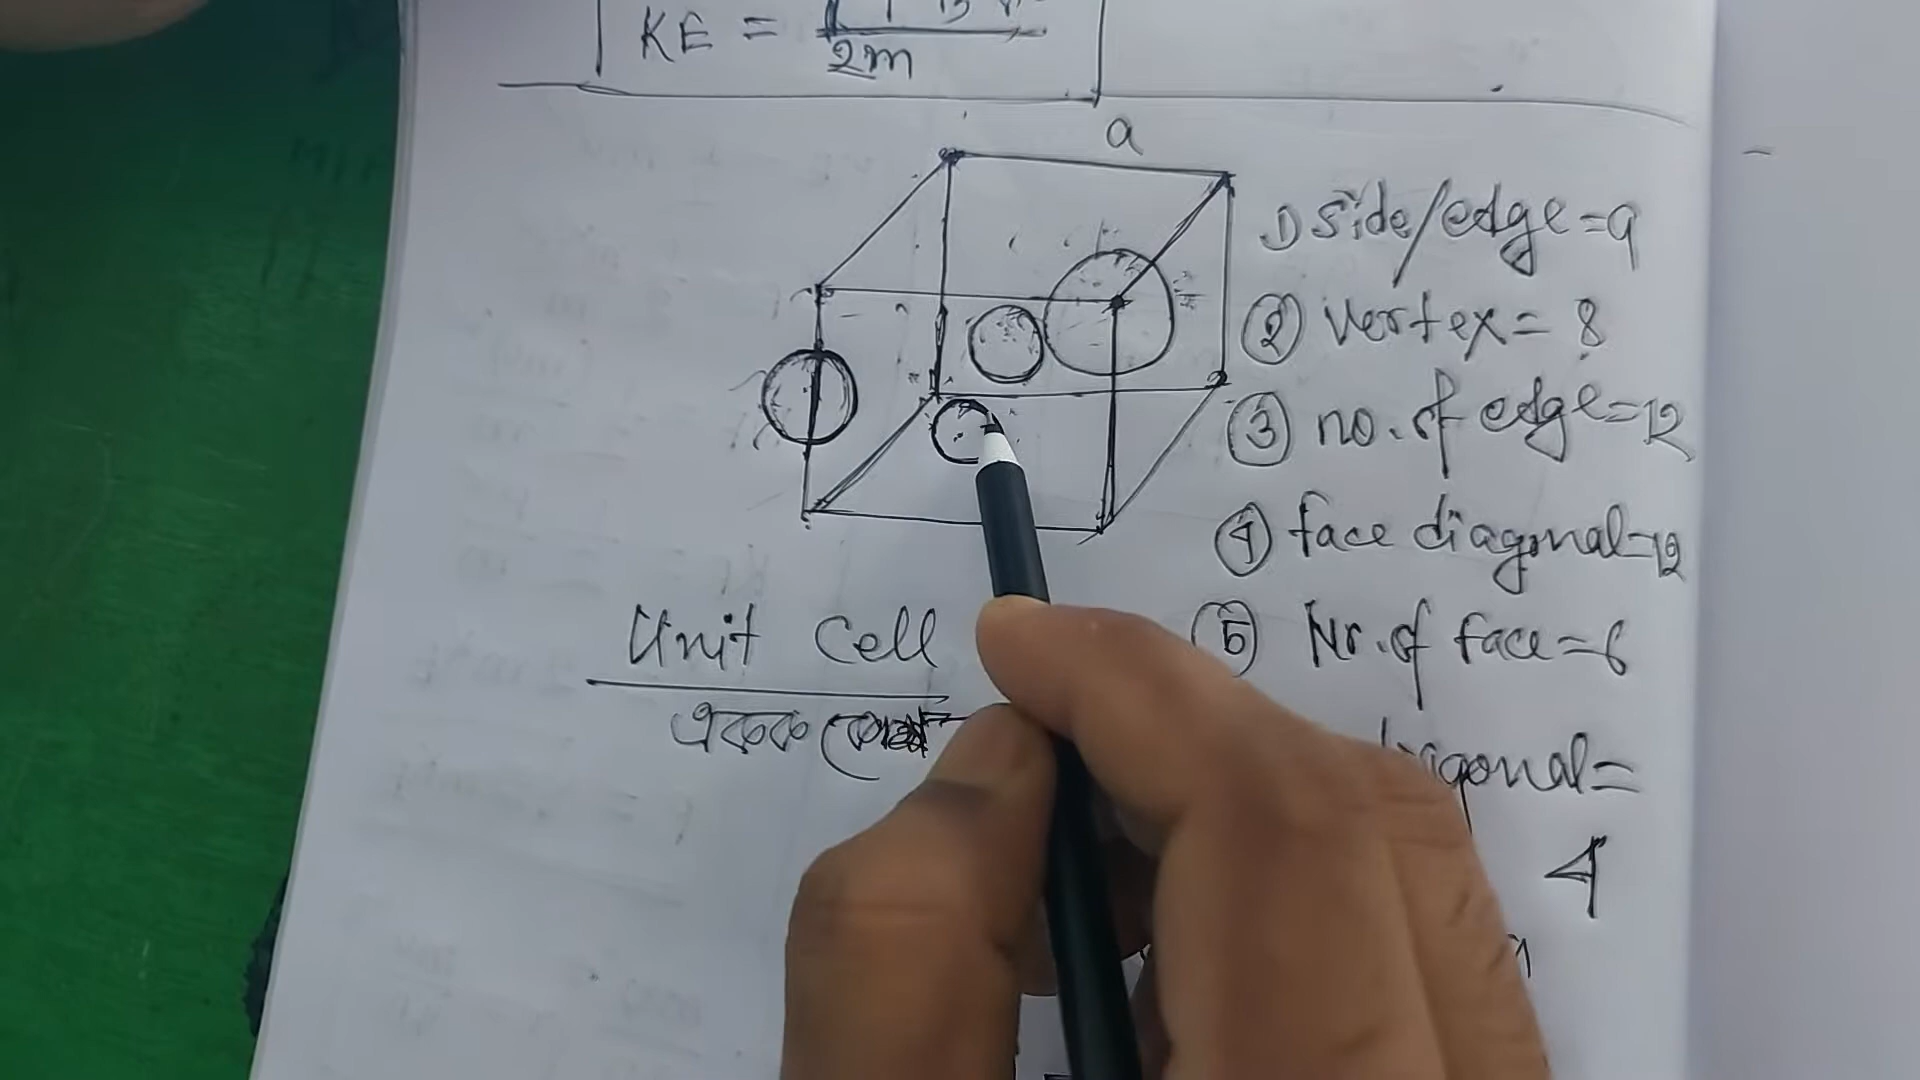 KE =
2m
a
1) Side/edge = a
② Vertex = 8
③ no. of edge = 12
④ face diagonal = 12
⑤ Nr. of face = 6
diagonal =
4
Unit Cell
একক